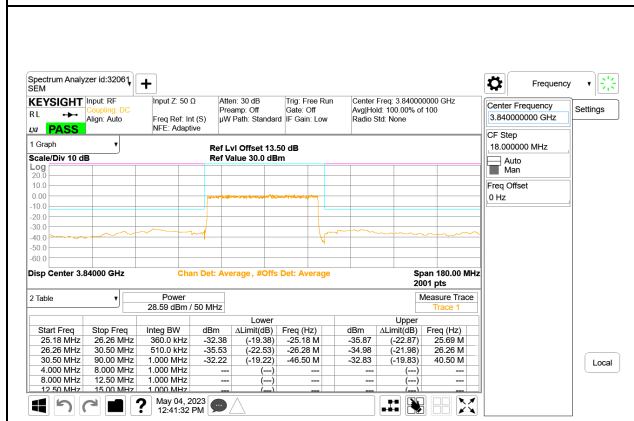 Spectrum Analyzer id:32061
SEM
Frequency
KEYSIGHT Input: RF Input Z: 50 Ω Atten: 30 dB Trig: Free Run Center Freq: 3.840000000 GHz
RL Coupling: DC Preamp: Off Gate: Off Avg|Hold: 100.00% of 100
Align: Auto Freq Ref: Int (S) µW Path: Standard IF Gain: Low Radio Std: None
LXI PASS NFE: Adaptive
Center Frequency
3.840000000 GHz
Settings
CF Step
18.000000 MHz
Auto
Man
Freq Offset
0 Hz
Local
1 Graph
Ref Lvl Offset 13.50 dB
Scale/Div 10 dB Ref Value 30.0 dBm
Log
20.0
10.0
0.00
-10.0
-20.0
-30.0
-40.0
-50.0
-60.0
Disp Center 3.84000 GHz Chan Det: Average , #Offs Det: Average Span 180.00 MHz
2001 pts
2 Table Power Measure Trace
28.59 dBm / 50 MHz Trace 1
Lower Upper
Start Freq Stop Freq Integ BW dBm ΔLimit(dB) Freq (Hz) dBm ΔLimit(dB) Freq (Hz)
25.18 MHz 26.26 MHz 360.0 kHz -32.38 (-19.38) -25.18 M -35.87 (-22.87) 25.69 M
26.26 MHz 30.50 MHz 510.0 kHz -35.53 (-22.53) -26.28 M -34.98 (-21.98) 26.26 M
30.50 MHz 90.00 MHz 1.000 MHz -32.22 (-19.22) -46.50 M -32.83 (-19.83) 40.50 M
4.000 MHz 8.000 MHz 1.000 MHz --- (---) --- --- (---) ---
8.000 MHz 12.50 MHz 1.000 MHz --- (---) --- --- (---) ---
12.50 MHz 15.00 MHz 1.000 MHz --- (---) --- --- (---) ---
May 04, 2023
12:41:32 PM